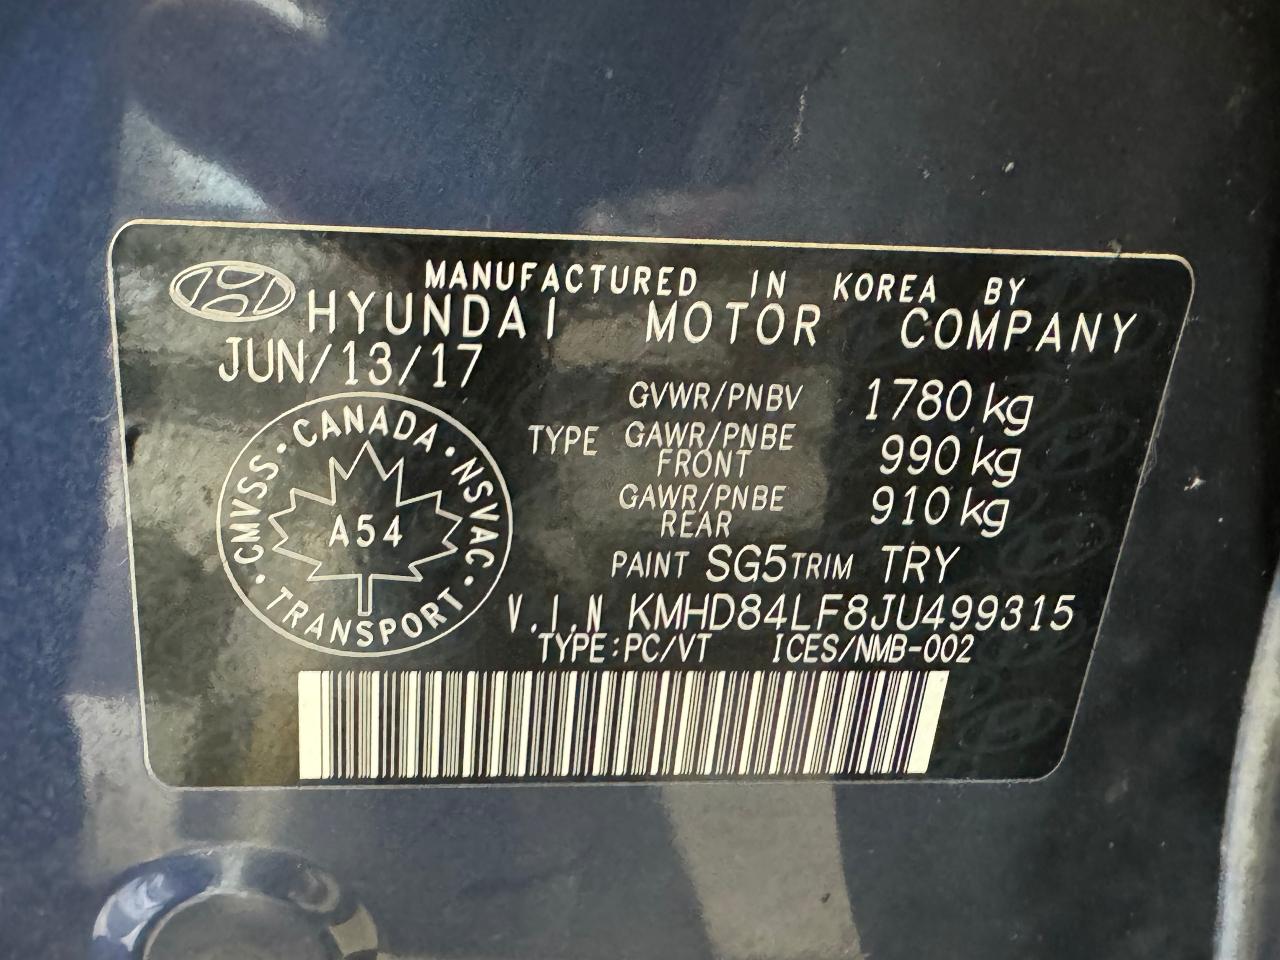 MANUFACTURED IN KOREA BY
HYUNDAI MOTOR COMPANY
JUN/13/17
GVWR/PNBV 1780 kg
TYPE GAWR/PNBE FRONT 990 kg
GAWR/PNBE REAR 910 kg
CMVSS · CANADA · NSVAC · TRANSPORT ·
A54
PAINT SG5 TRIM TRY
V.I.N KMHD84LF8JU499315
TYPE:PC/VT ICES/NMB-002